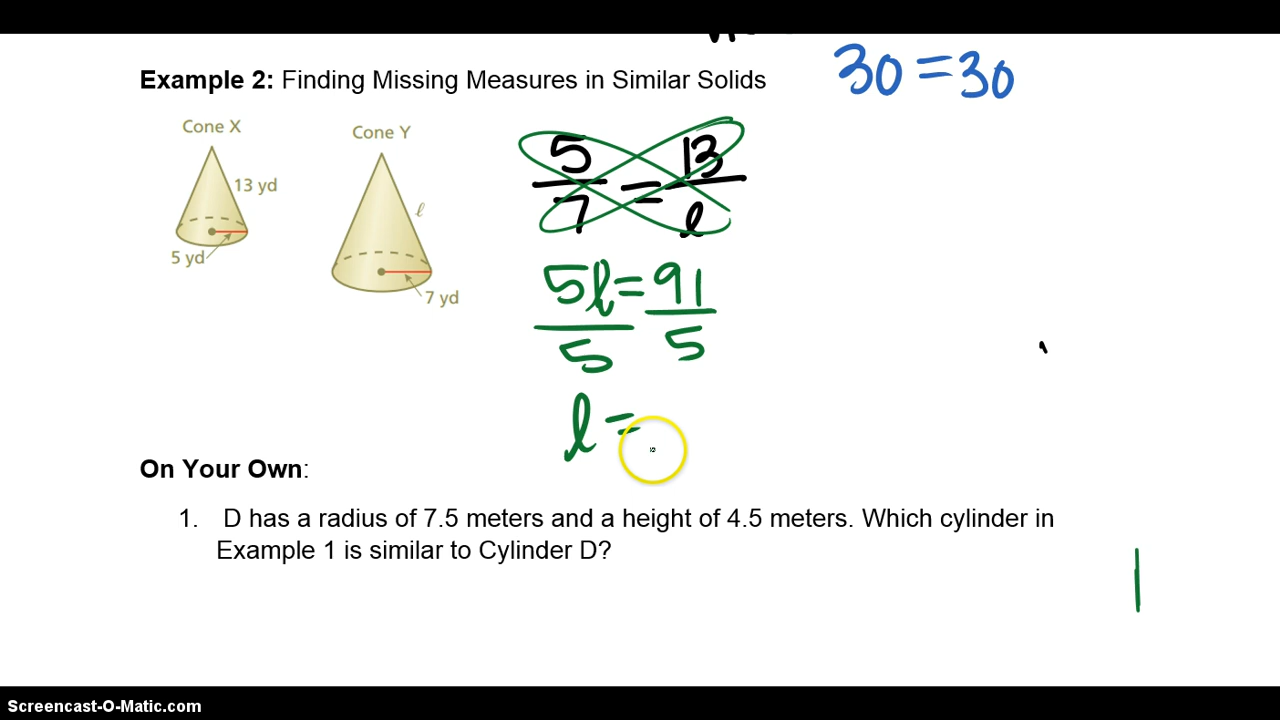 30 = 30
Example 2: Finding Missing Measures in Similar Solids
Cone X
Cone Y
13 yd
ℓ
5 yd
7 yd
5/7 = 13/ℓ
5ℓ = 91
5 5
ℓ =
On Your Own:
1. D has a radius of 7.5 meters and a height of 4.5 meters. Which cylinder in
Example 1 is similar to Cylinder D?
Screencast-O-Matic.com